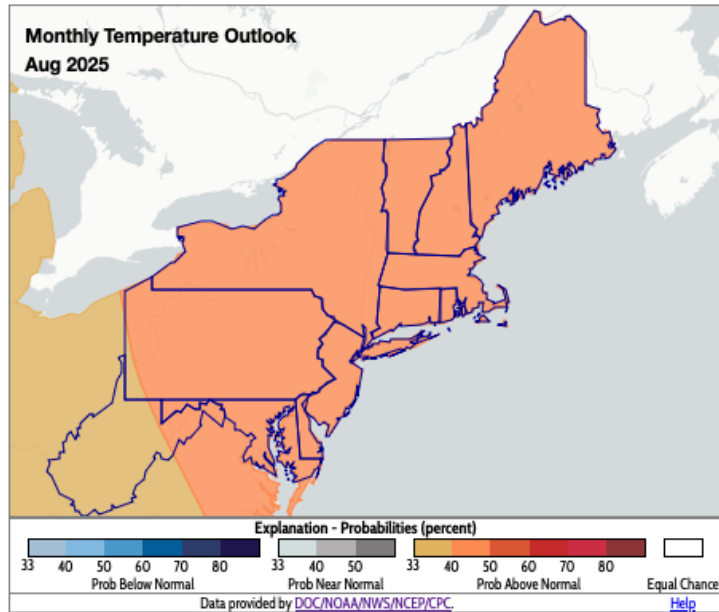 Monthly Temperature Outlook
Aug 2025
Explanation - Probabilities (percent)
33 40 50 60 70 80 33 40 50 33 40 50 60 70 80
Prob Below Normal Prob Near Normal Prob Above Normal Equal Chance
Data provided by DOC/NOAA/NWS/NCEP/CPC. Help